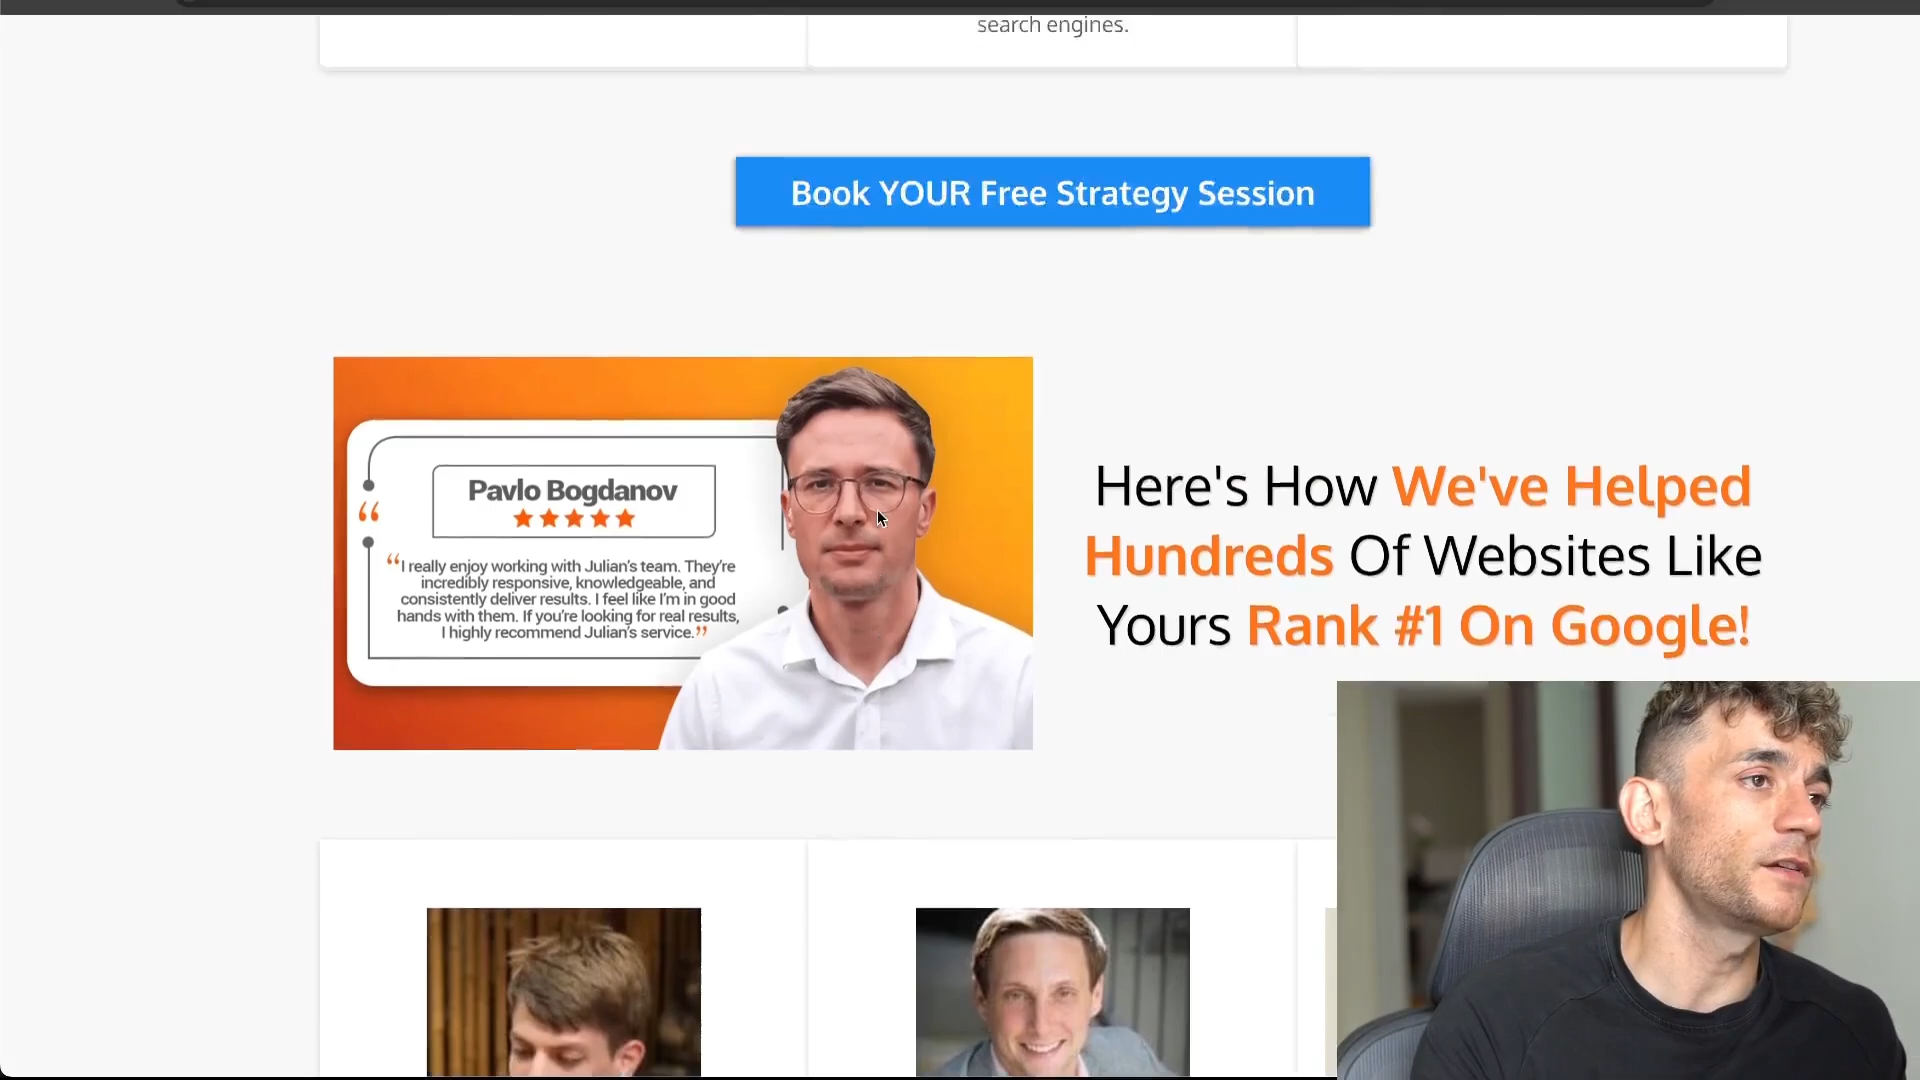 search engines.
Book YOUR Free Strategy Session
Pavlo Bogdanov
“I really enjoy working with Julian's team. They're
incredibly responsive, knowledgeable, and
consistently deliver results. I feel like I'm in good
hands with them. If you're looking for real results,
I highly recommend Julian's service.”
Here's How We've Helped
Hundreds Of Websites Like
Yours Rank #1 On Google!